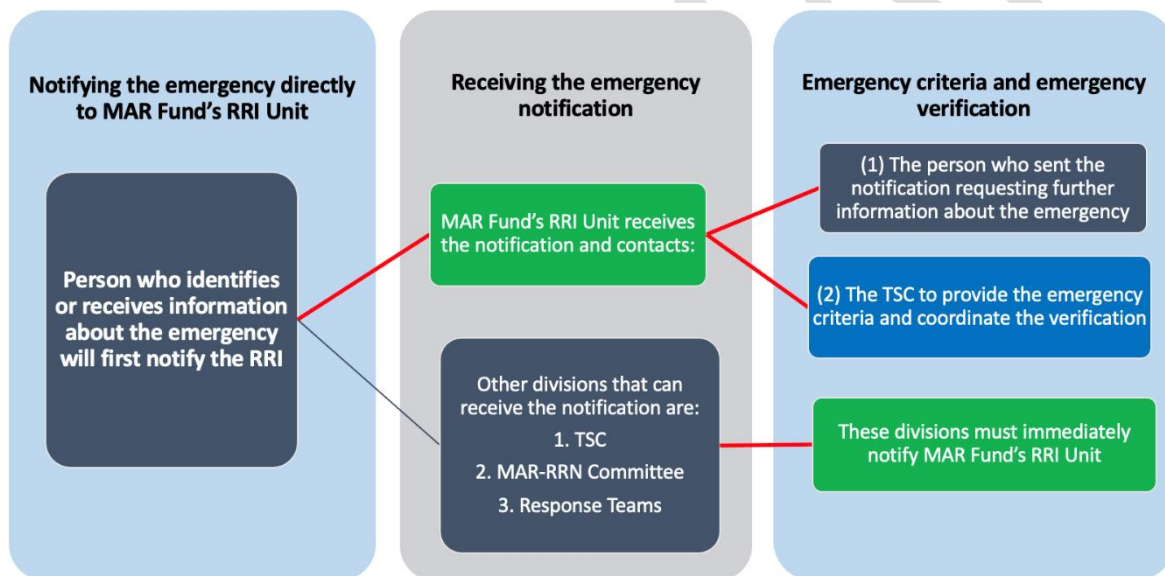 Notifying the emergency directly
to MAR Fund's RRI Unit
Person who identifies
or receives information
about the emergency
will first notify the RRI
Receiving the emergency
notification
MAR Fund's RRI Unit receives
the notification and contacts:
Other divisions that can
receive the notification are:
1. TSC
2. MAR-RRN Committee
3. Response Teams
Emergency criteria and emergency
verification
(1) The person who sent the
notification requesting further
information about the emergency
(2) The TSC to provide the emergency
criteria and coordinate the verification
These divisions must immediately
notify MAR Fund's RRI Unit